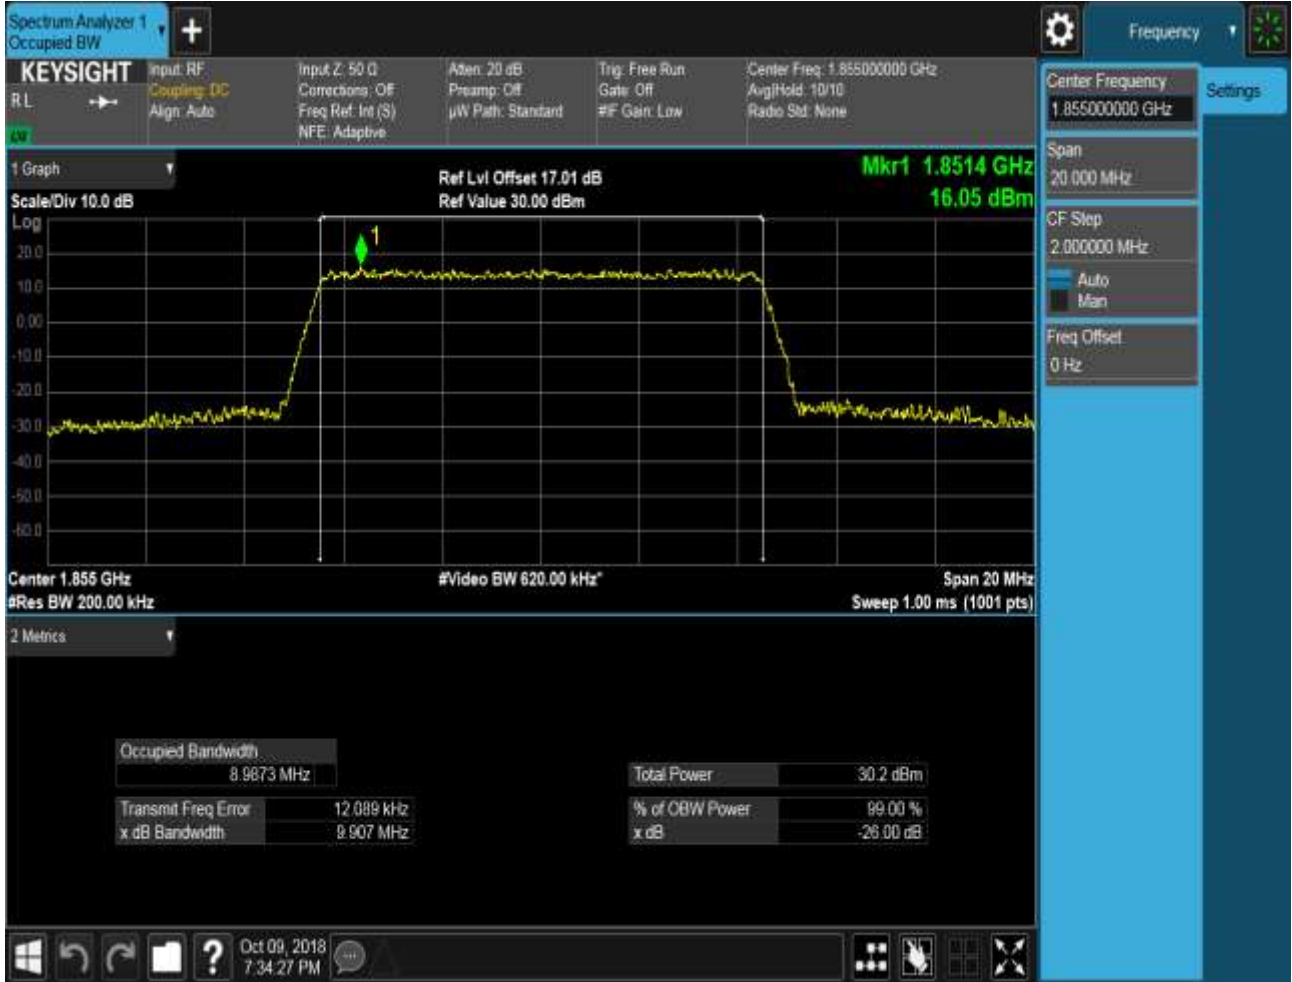 Spectrum Analyzer 1
Occupied BW
Frequency
KEYSIGHT
Input: RF
Input Z: 50 Ω
Atten: 20 dB
Trig: Free Run
Center Freq: 1.855000000 GHz
R L
Coupling: DC
Corrections: Off
Preamp: Off
Gate: Off
Avg|Hold: 10/10
Align: Auto
Freq Ref: Int (S)
µW Path: Standard
#IF Gain: Low
Radio Std: None
NFE: Adaptive
Center Frequency
1.855000000 GHz
Settings
Span
20.000 MHz
CF Step
2.000000 MHz
Auto
Man
Freq Offset
0 Hz
1 Graph
Ref Lvl Offset 17.01 dB
Mkr1 1.8514 GHz
Scale/Div 10.0 dB
Ref Value 30.00 dBm
16.05 dBm
Log
1
20.0
10.0
0.00
-10.0
-20.0
-30.0
-40.0
-50.0
-60.0
Center 1.855 GHz
#Video BW 620.00 kHz*
Span 20 MHz
#Res BW 200.00 kHz
Sweep 1.00 ms (1001 pts)
2 Metrics
Occupied Bandwidth
8.9873 MHz
Total Power
30.2 dBm
Transmit Freq Error
12.089 kHz
% of OBW Power
99.00 %
x dB Bandwidth
9.907 MHz
x dB
-26.00 dB
?
Oct 09, 2018
7:34:27 PM